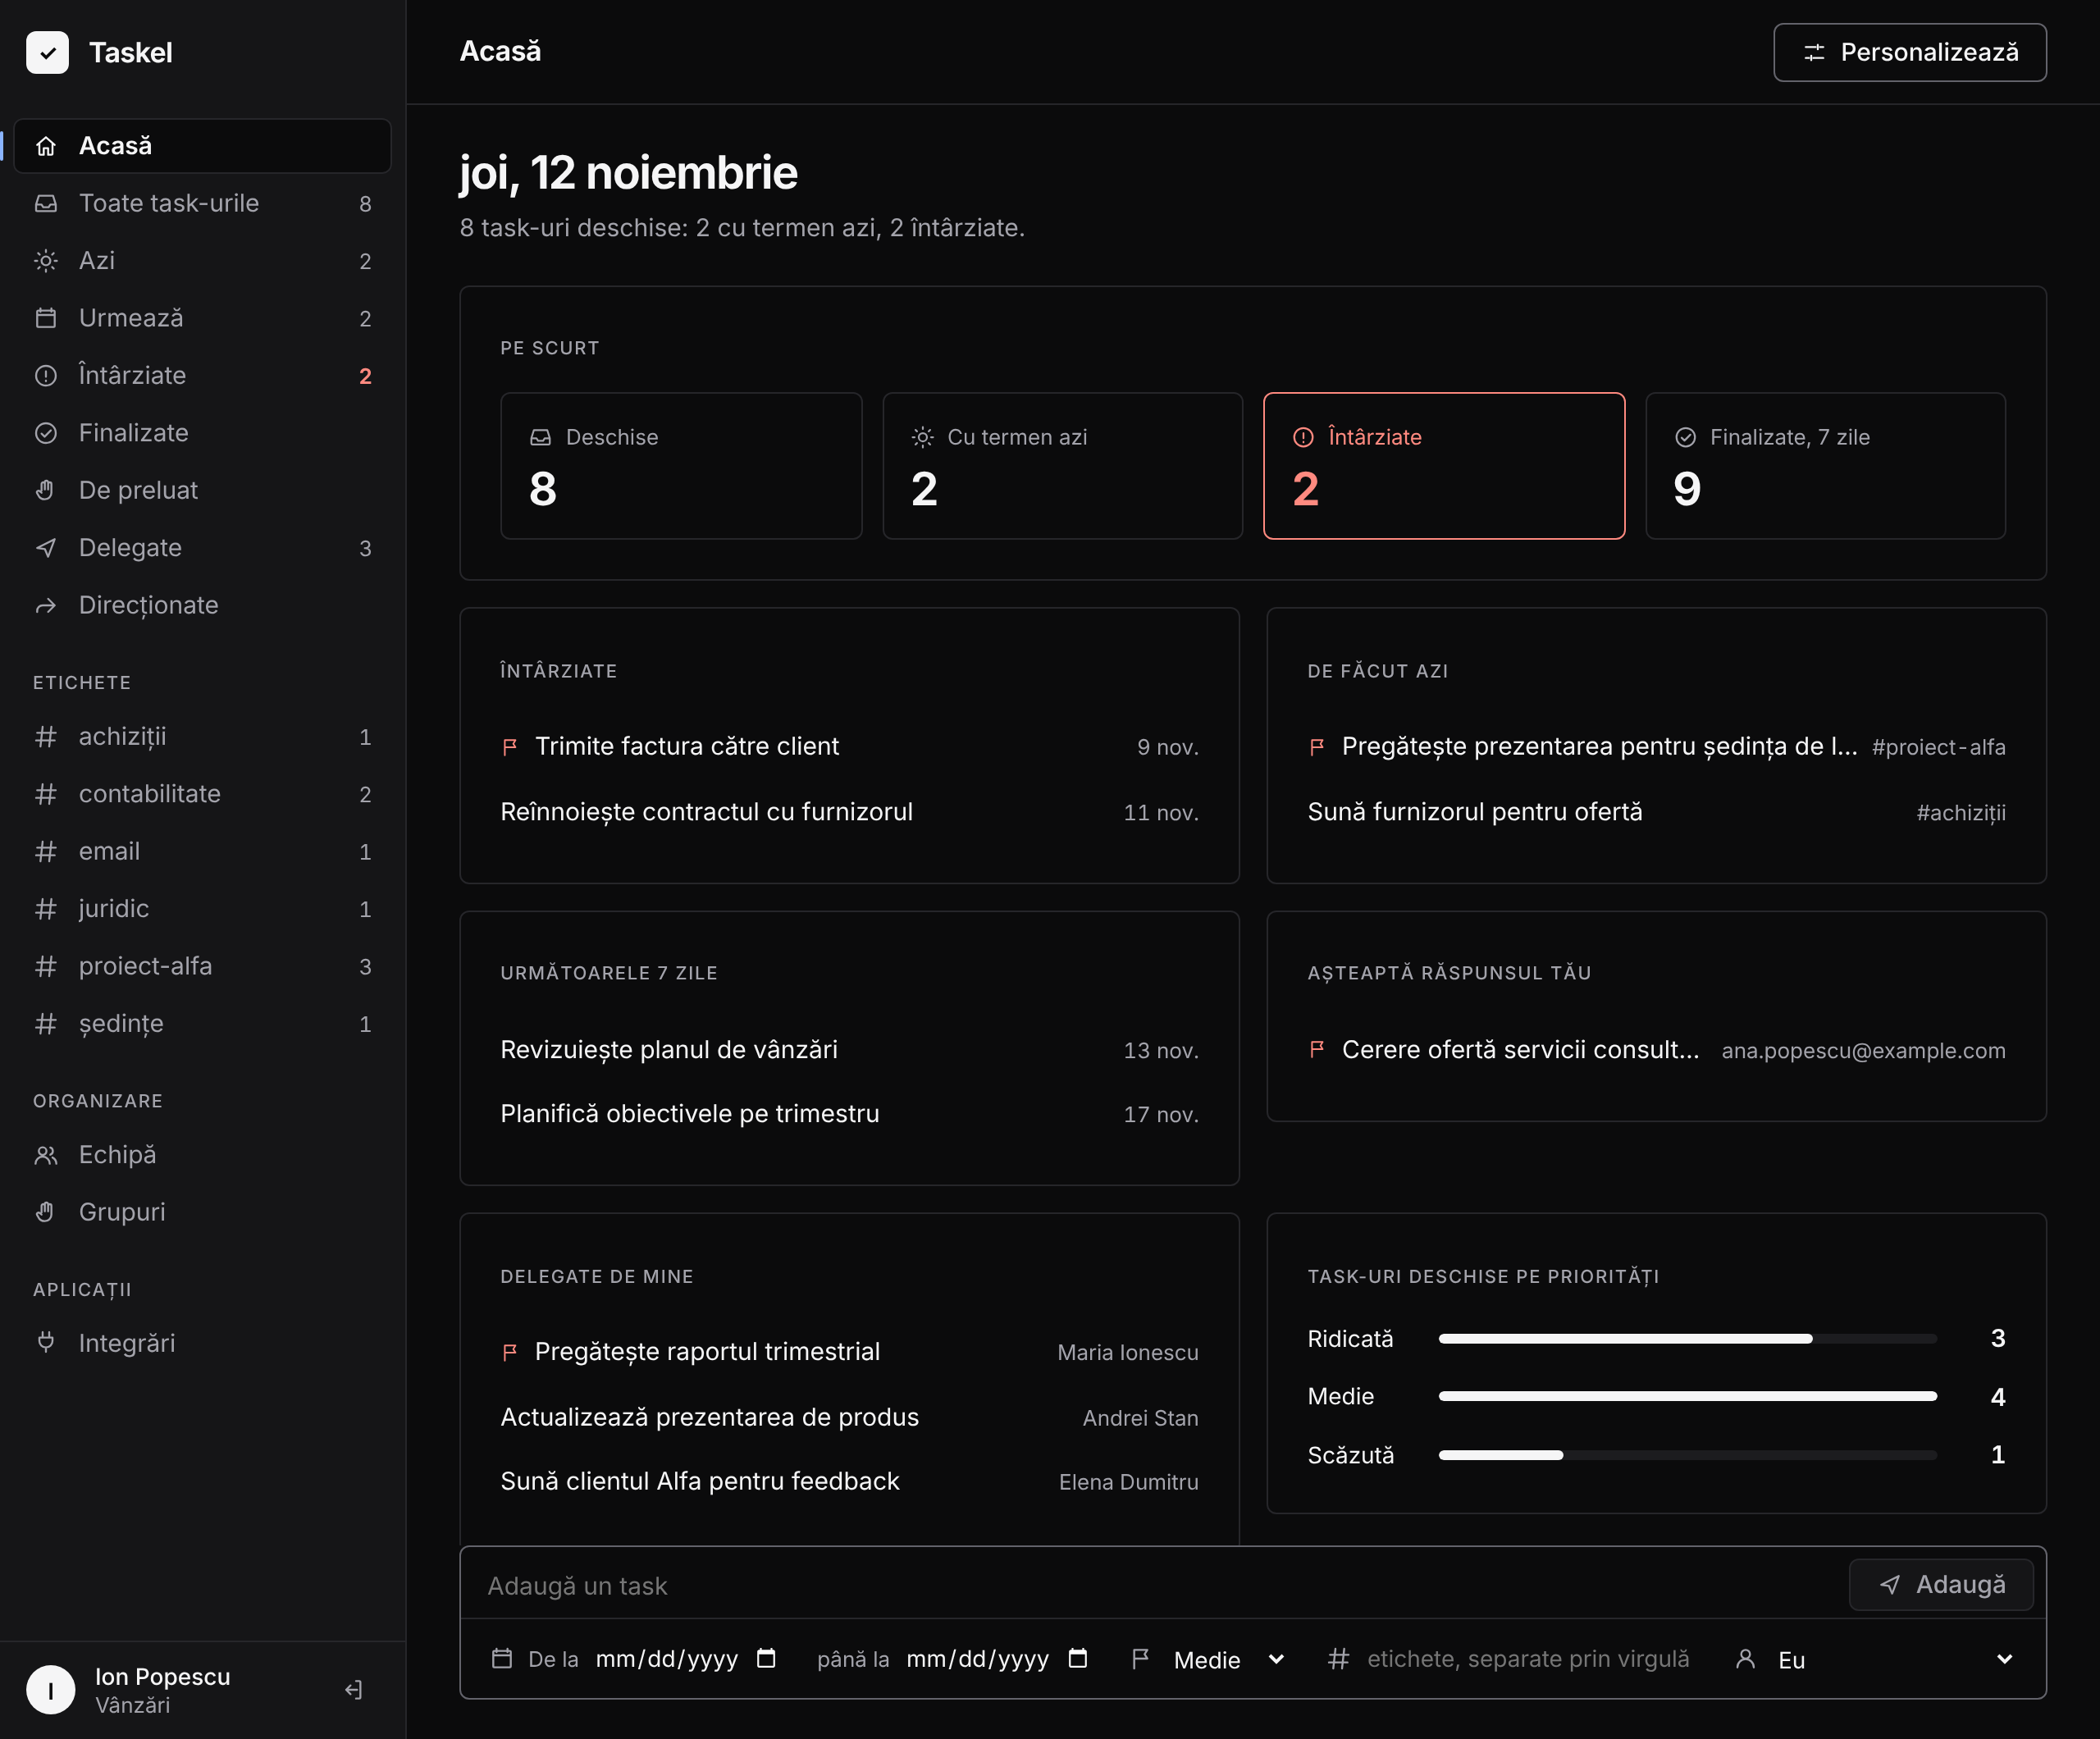 Taskel
Acasă
Toate task-urile 8
Azi 2
Urmează 2
Întârziate 2
Finalizate
De preluat
Delegate 3
Direcționate
ETICHETE
achiziții 1
contabilitate 2
email 1
juridic 1
proiect-alfa 3
ședințe 1
ORGANIZARE
Echipă
Grupuri
APLICAȚII
Integrări
I
Ion Popescu
Vânzări
Acasă
Personalizează
joi, 12 noiembrie
8 task-uri deschise: 2 cu termen azi, 2 întârziate.
PE SCURT
Deschise
8
Cu termen azi
2
Întârziate
2
Finalizate, 7 zile
9
ÎNTÂRZIATE
Trimite factura către client 9 nov.
Reînnoiește contractul cu furnizorul 11 nov.
DE FĂCUT AZI
Pregătește prezentarea pentru ședința de l... #proiect-alfa
Sună furnizorul pentru ofertă #achiziții
URMĂTOARELE 7 ZILE
Revizuiește planul de vânzări 13 nov.
Planifică obiectivele pe trimestru 17 nov.
AȘTEAPTĂ RĂSPUNSUL TĂU
Cerere ofertă servicii consult... ana.popescu@example.com
DELEGATE DE MINE
Pregătește raportul trimestrial Maria Ionescu
Actualizează prezentarea de produs Andrei Stan
Sună clientul Alfa pentru feedback Elena Dumitru
TASK-URI DESCHISE PE PRIORITĂȚI
Ridicată 3
Medie 4
Scăzută 1
Adaugă un task
Adaugă
De la mm/dd/yyyy până la mm/dd/yyyy Medie etichete, separate prin virgulă Eu